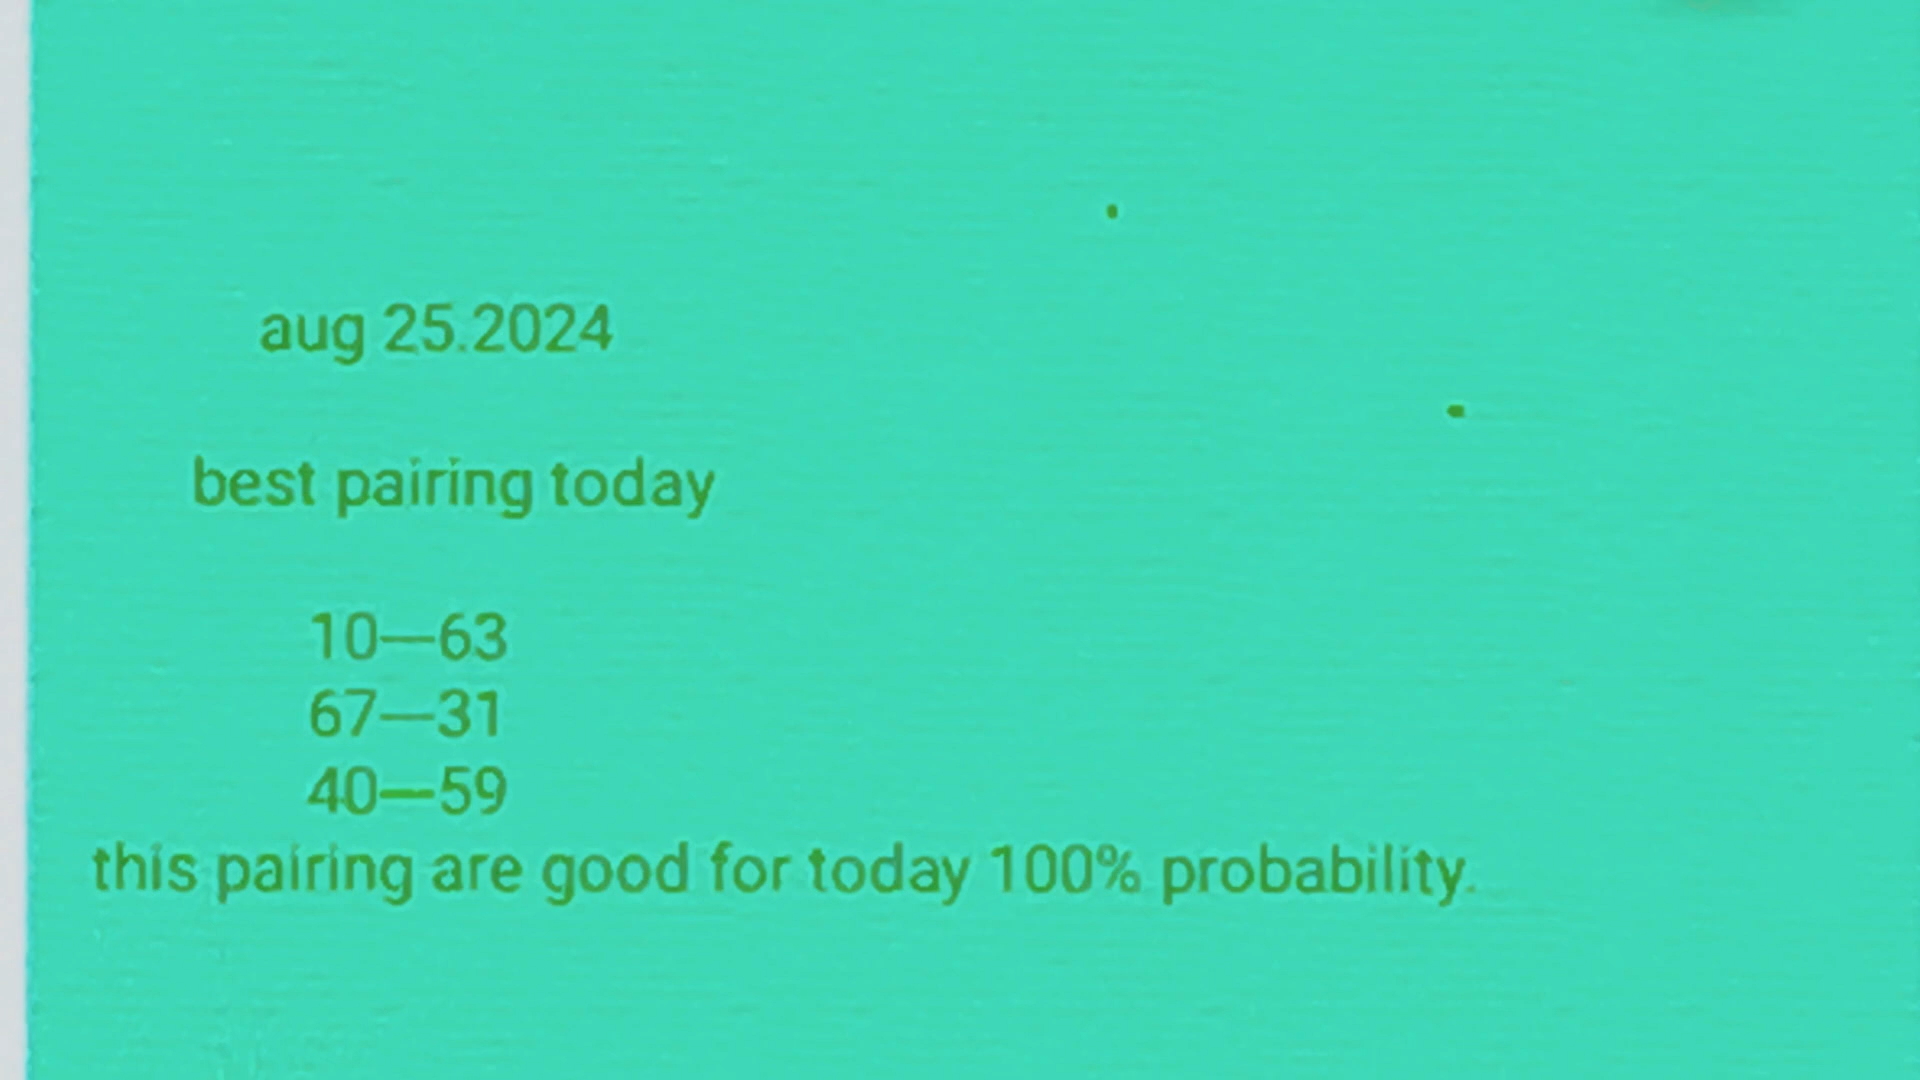 aug 25.2024
best pairing today
10—63
67—31
40—59
this pairing are good for today 100% probability.